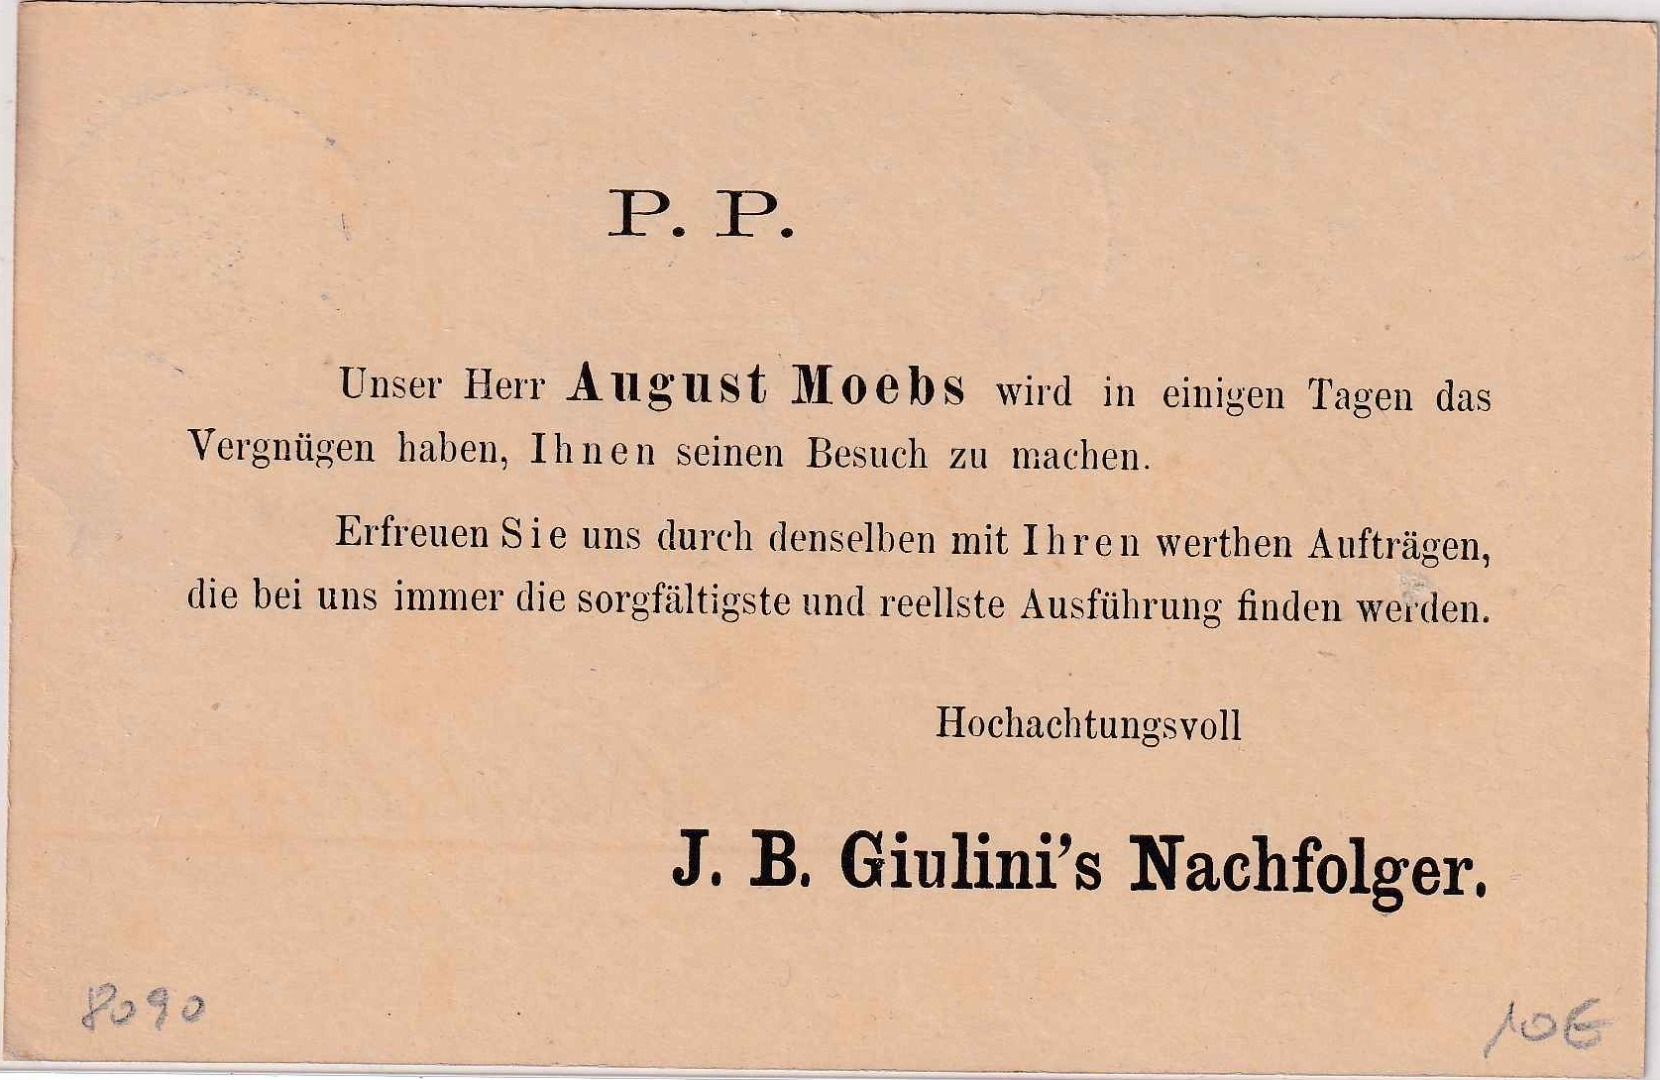 P. P.
Unser Herr August Moebs wird in einigen Tagen das
Vergnügen haben, Ihnen seinen Besuch zu machen.
Erfreuen Sie uns durch denselben mit Ihren werthen Aufträgen,
die bei uns immer die sorgfältigste und reellste Ausführung finden werden.
Hochachtungsvoll
J. B. Giulini's Nachfolger.
8090
10€